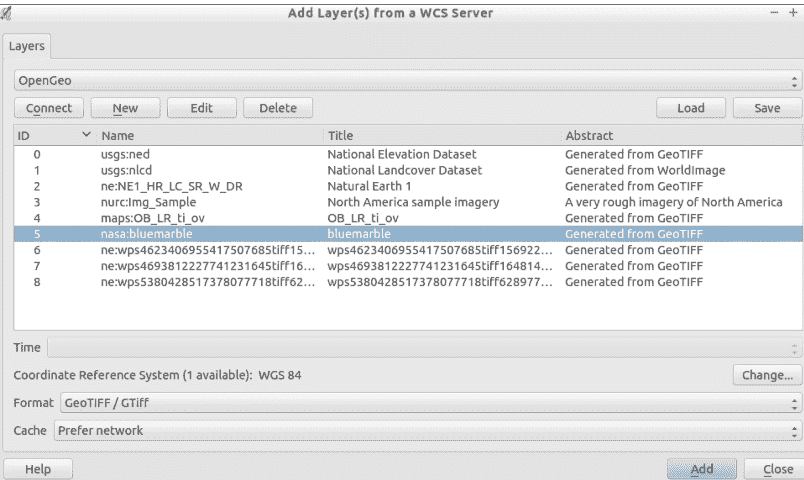 Add Layer(s) from a WCS Server
Layers
OpenGeo
Connect New Edit Delete Load Save
ID Name Title Abstract
0 usgs:ned National Elevation Dataset Generated from GeoTIFF
1 usgs:nlcd National Landcover Dataset Generated from WorldImage
2 ne:NE1_HR_LC_SR_W_DR Natural Earth 1 Generated from GeoTIFF
3 nurc:Img_Sample North America sample imagery A very rough imagery of North America
4 maps:OB_LR_ti_ov OB_LR_ti_ov Generated from GeoTIFF
5 nasa:bluemarble bluemarble Generated from GeoTIFF
6 ne:wps4623406955417507685tiff15... wps4623406955417507685tiff156922... Generated from GeoTIFF
7 ne:wps4693812227741231645tiff16... wps4693812227741231645tiff164814... Generated from GeoTIFF
8 ne:wps5380428517378077718tiff62... wps5380428517378077718tiff628977... Generated from GeoTIFF
Time
Coordinate Reference System (1 available): WGS 84 Change...
Format GeoTIFF / GTiff
Cache Prefer network
Help Add Close